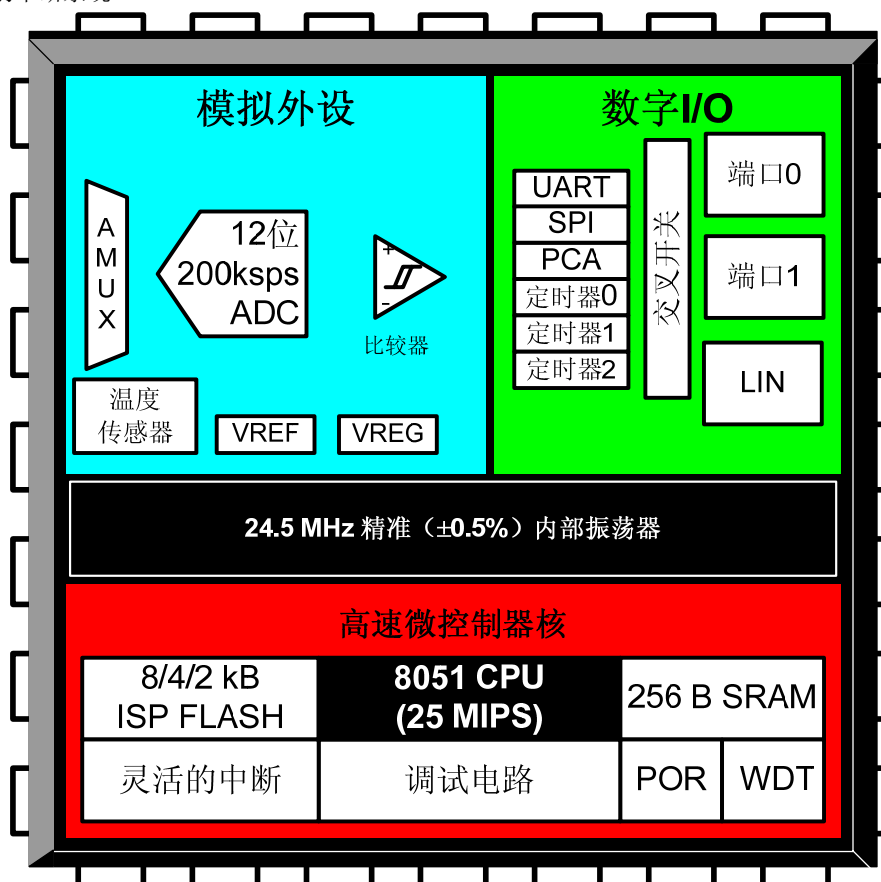 模拟外设
数字I/O
AMUX
12位
200ksps
ADC
+
-
比较器
温度
传感器
VREF
VREG
UART
SPI
PCA
定时器0
定时器1
定时器2
交叉开关
端口0
端口1
LIN
24.5 MHz 精准（±0.5%）内部振荡器
高速微控制器核
8/4/2 kB
ISP FLASH
8051 CPU
(25 MIPS)
256 B SRAM
灵活的中断
调试电路
POR
WDT